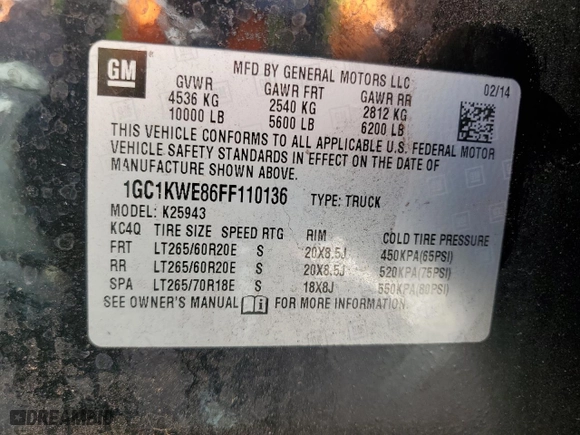 GM
MFD BY GENERAL MOTORS LLC
02/14
GVWR GAWR FRT GAWR RR
4536 KG 2540 KG 2812 KG
10000 LB 5600 LB 6200 LB
THIS VEHICLE CONFORMS TO ALL APPLICABLE U.S. FEDERAL MOTOR
VEHICLE SAFETY STANDARDS IN EFFECT ON THE DATE OF
MANUFACTURE SHOWN ABOVE.
1GC1KWE86FF110136 TYPE: TRUCK
MODEL: K25943
KC4Q TIRE SIZE SPEED RTG RIM COLD TIRE PRESSURE
FRT LT265/60R20E S 20X8.5J 450KPA(65PSI)
RR LT265/60R20E S 20X8.5J 520KPA(75PSI)
SPA LT265/70R18E S 18X8J 550KPA(80PSI)
SEE OWNER'S MANUAL FOR MORE INFORMATION.
DREAMBID